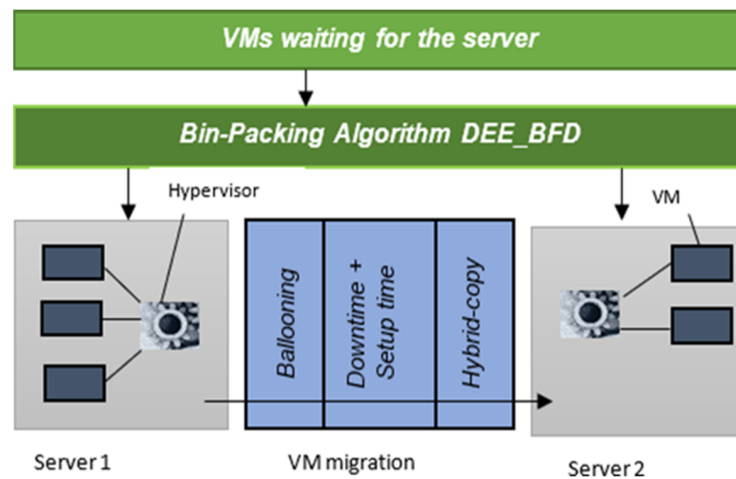 VMs waiting for the server
Bin-Packing Algorithm DEE_BFD
Hypervisor
VM
Ballooning
Downtime +
Setup time
Hybrid-copy
Server 1
VM migration
Server 2